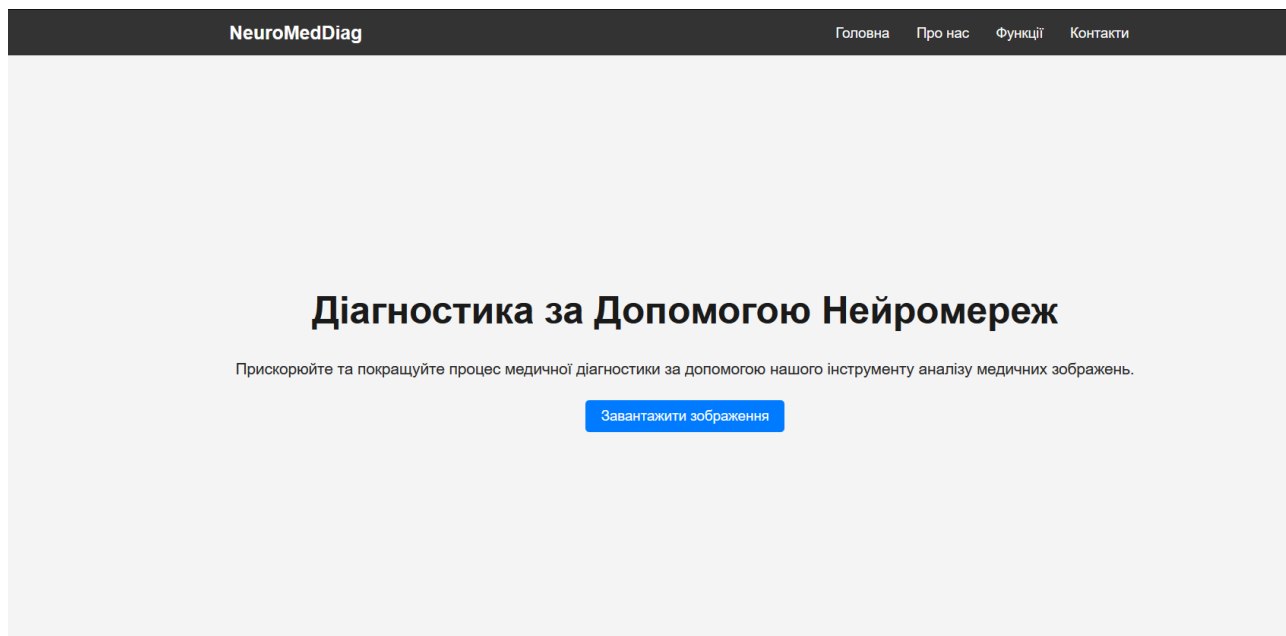 NeuroMedDiag
Головна Про нас Функції Контакти
Діагностика за Допомогою Нейромереж
Прискорюйте та покращуйте процес медичної діагностики за допомогою нашого інструменту аналізу медичних зображень.
Завантажити зображення